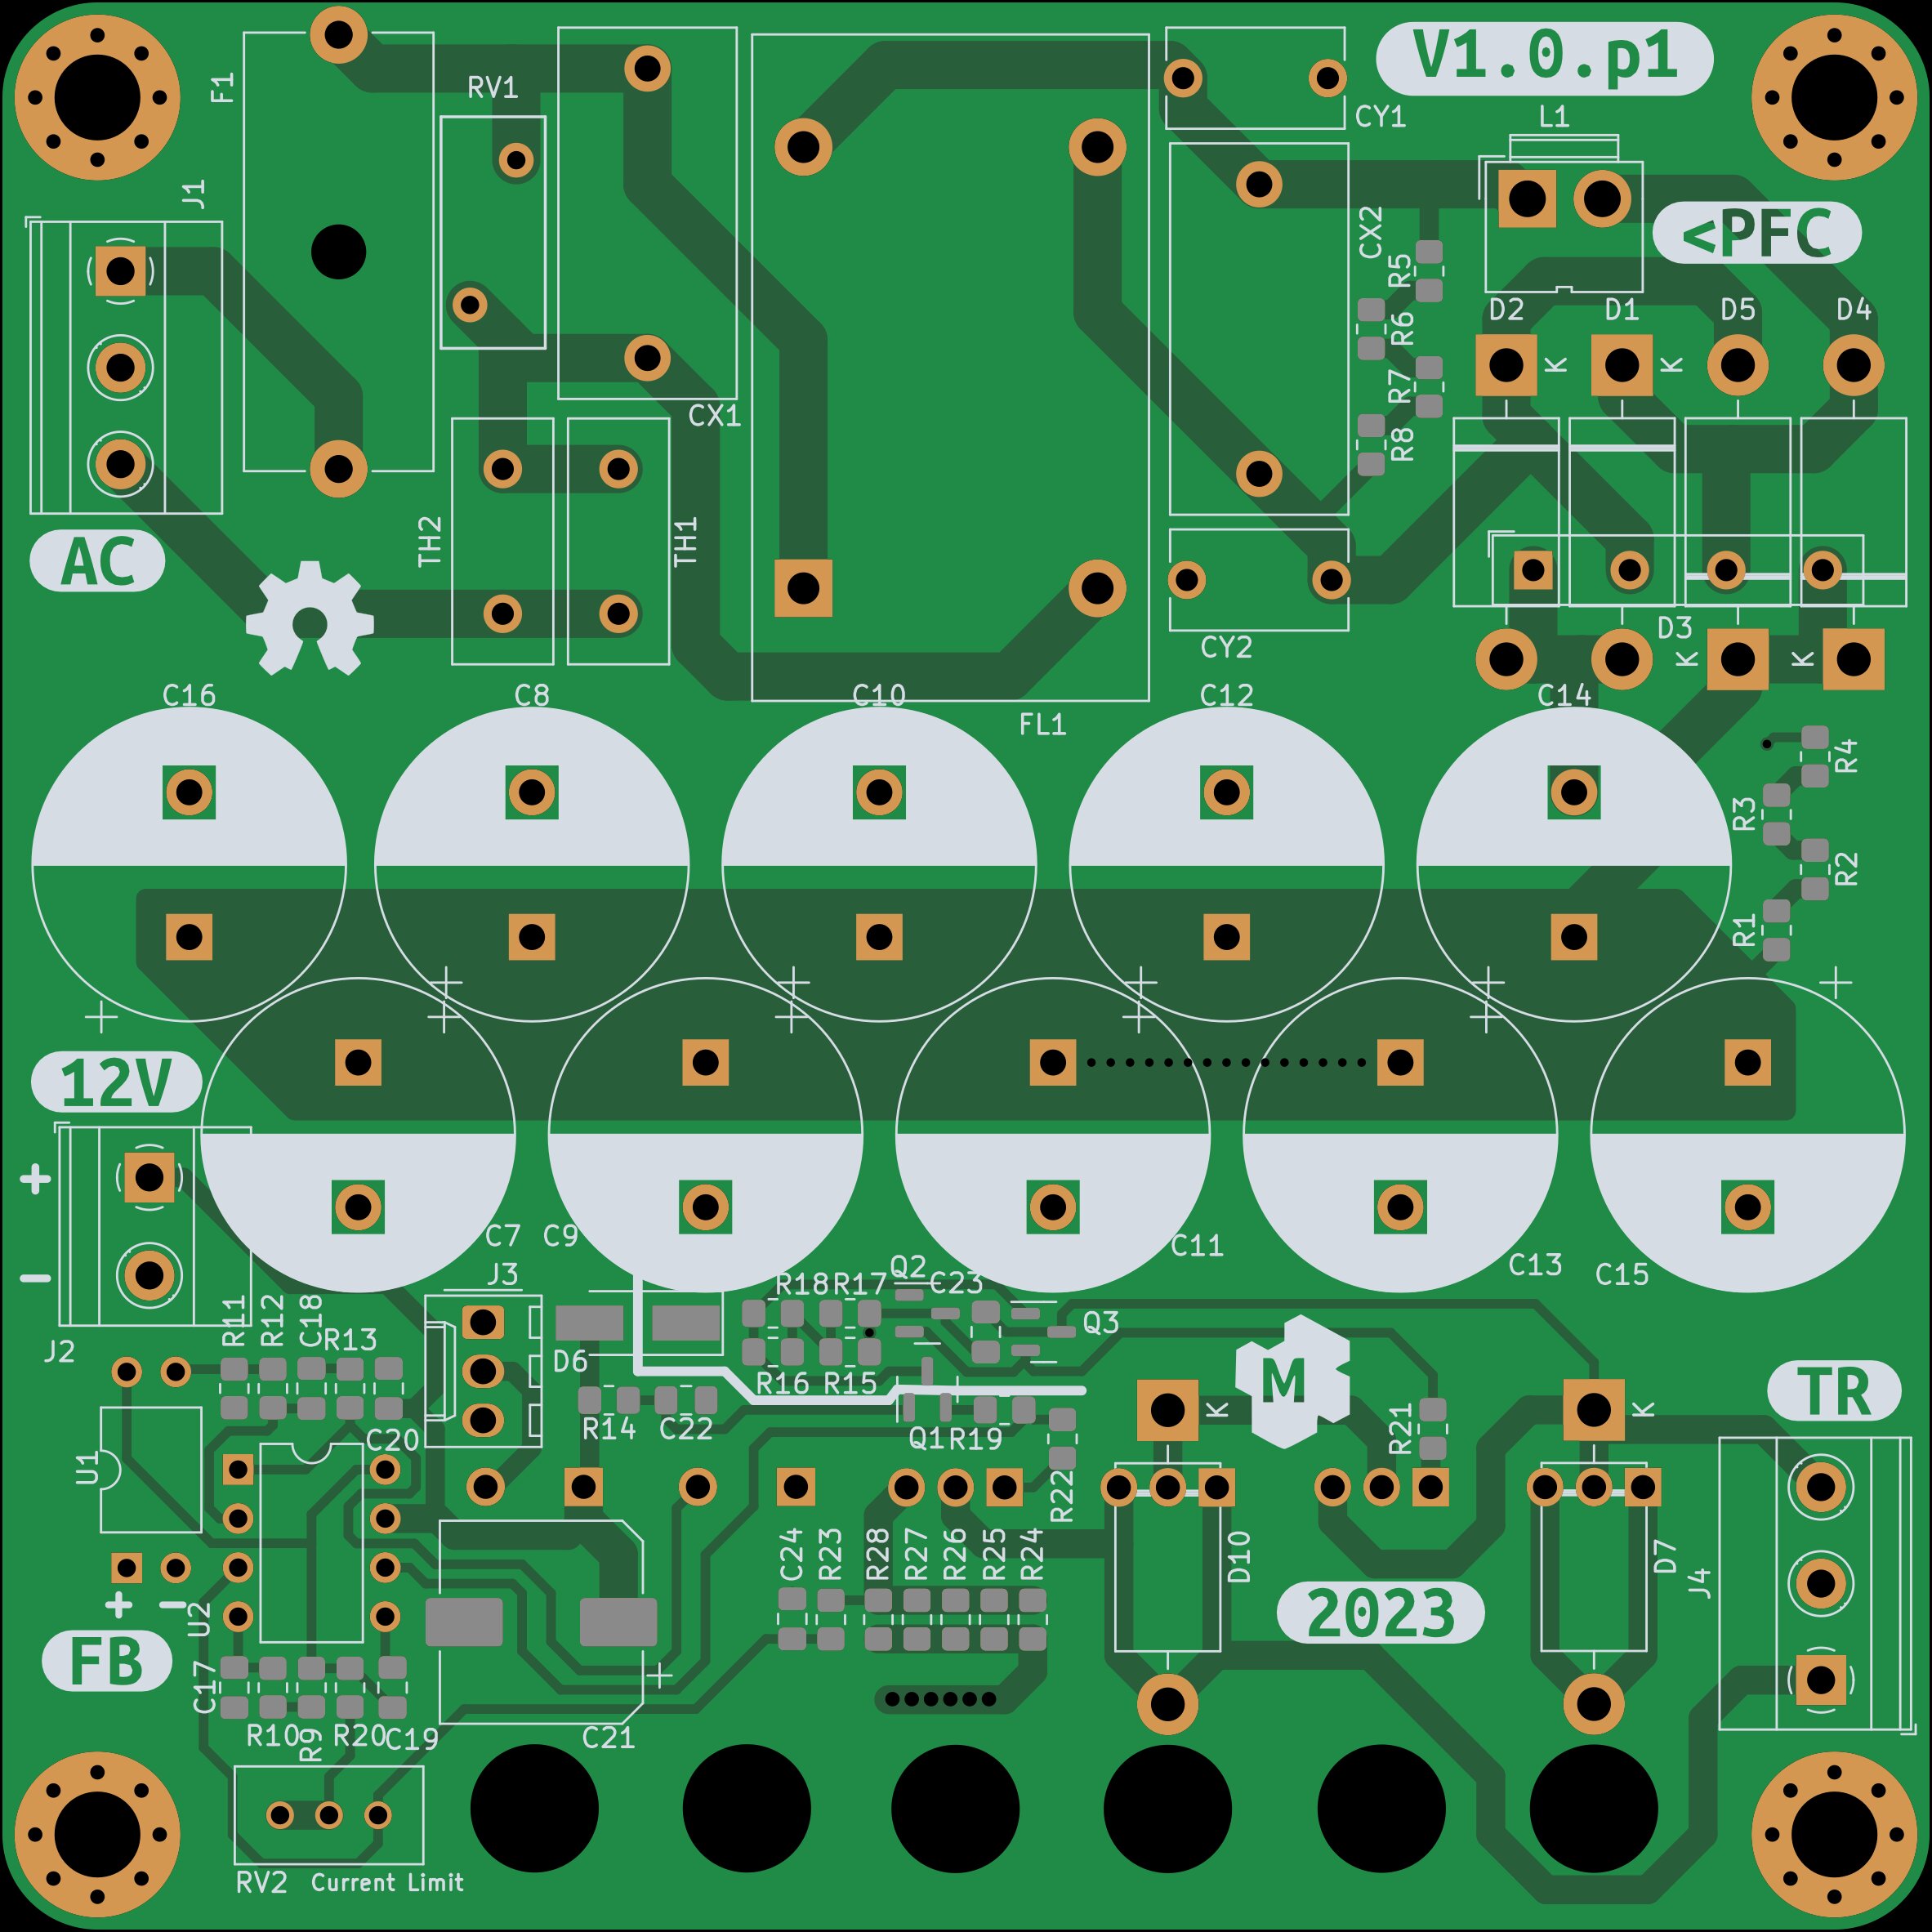 V1.0.p1
F1
RV1
CY1
L1
J1
<PFC
CX2
R5
R6
R7
R8
D2
D1
D5
D4
K
K
CX1
TH2
TH1
AC
CY2
D3
K
K
C16
C8
C10
C12
C14
FL1
R4
R3
R2
R1
+
+
+
+
+
+
+
+
+
12V
+
-
C7
C9
C11
C13
C15
J3
Q2
R18
R17
C23
Q3
J2
R11
R12
C18
R13
D6
R16
R15
M
TR
R14
C22
Q1
R19
K
R21
K
C20
U1
R22
C24
R23
R28
R27
R26
R25
R24
D10
D7
J4
+
-
U2
2023
FB
+
C17
R10
R9
R20
C19
C21
RV2
Current Limit